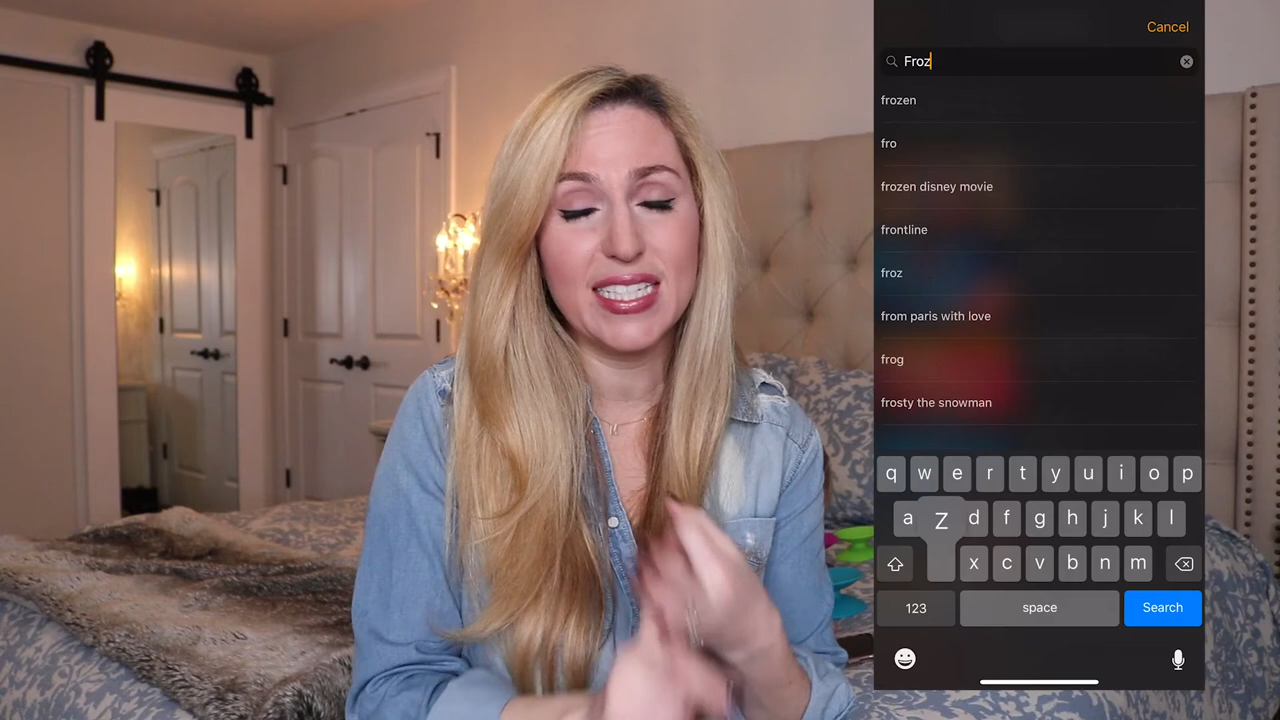 Cancel
Froz
frozen
fro
frozen disney movie
frontline
froz
from paris with love
frog
frosty the snowman
q w e r t y u i o p
a Z d f g h j k l
x c v b n m
123 space Search